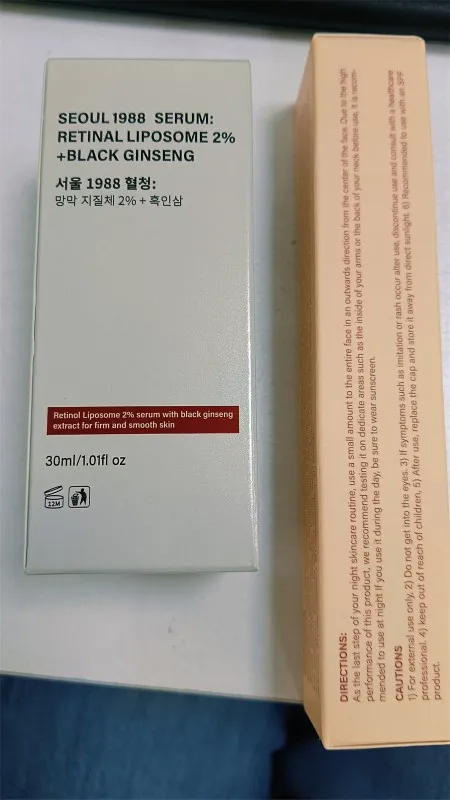 SEOUL 1988 SERUM:
RETINAL LIPOSOME 2%
+BLACK GINSENG
서울 1988 혈청:
망막 지질체 2% + 흑인삼
Retinol Liposome 2% serum with black ginseng
extract for firm and smooth skin
30ml/1.01fl oz
12M
DIRECTIONS:
As the last step of your night skincare routine, use a small amount to the entire face in an outwards direction from the center of the face. Due to the high
performance of this product, we recommend testing it on dedicate areas such as the inside of your arms or the back of your neck before use, it is recom-
mended to use at night If you use it during the day, be sure to wear sunscreen.
CAUTIONS
1) For external use only, 2) Do not get into the eyes. 3) If symptoms such as imitation or rash occur alter use, discontinue use and consult with a healthcare
professional. 4) keep out of reach of children, 5) After use, replace the cap and store it away from direct sunlight. 6) Recommended to use with an SPF
product.